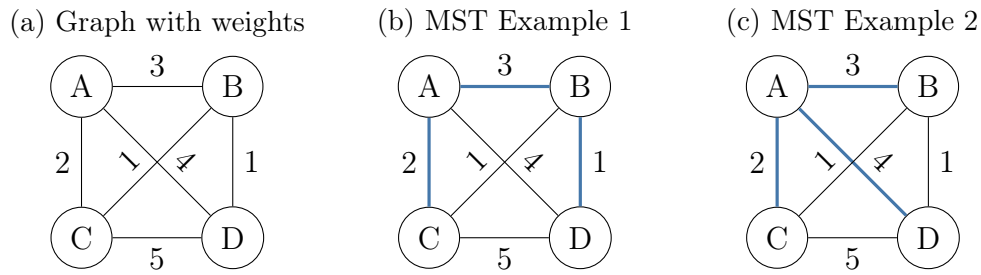 (a) Graph with weights
(b) MST Example 1
(c) MST Example 2
A 3 B
2 1 4 1
C 5 D
A 3 B
2 1 4 1
C 5 D
A 3 B
2 1 4 1
C 5 D